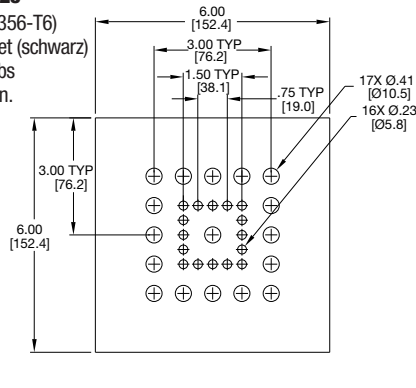 356-T6)
et (schwarz)
os
n.
6.00
[152.4]
3.00 TYP
[76.2]
1.50 TYP
[38.1]
.75 TYP
[19.0]
17X Ø.41
[Ø10.5]
16X Ø.23
[Ø5.8]
3.00 TYP
[76.2]
6.00
[152.4]